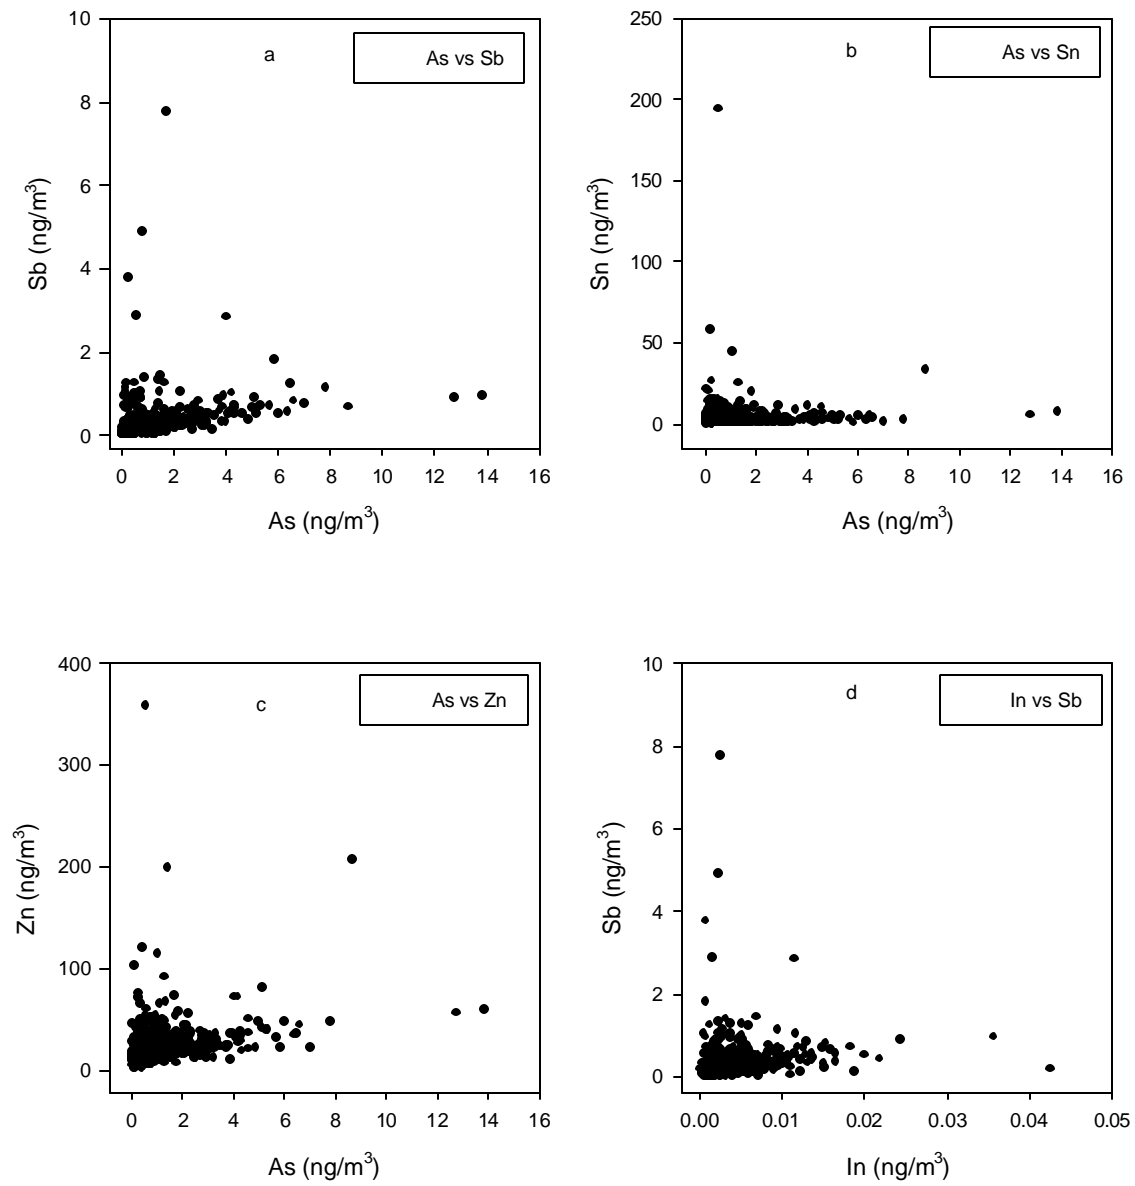 10
8
6
4
2
0
Sb (ng/m³)
a
As vs Sb
0 2 4 6 8 10 12 14 16
As (ng/m³)
250
200
150
100
50
0
Sn (ng/m³)
b
As vs Sn
0 2 4 6 8 10 12 14 16
As (ng/m³)
400
300
200
100
0
Zn (ng/m³)
c
As vs Zn
0 2 4 6 8 10 12 14 16
As (ng/m³)
10
8
6
4
2
0
Sb (ng/m³)
d
In vs Sb
0.00 0.01 0.02 0.03 0.04 0.05
In (ng/m³)